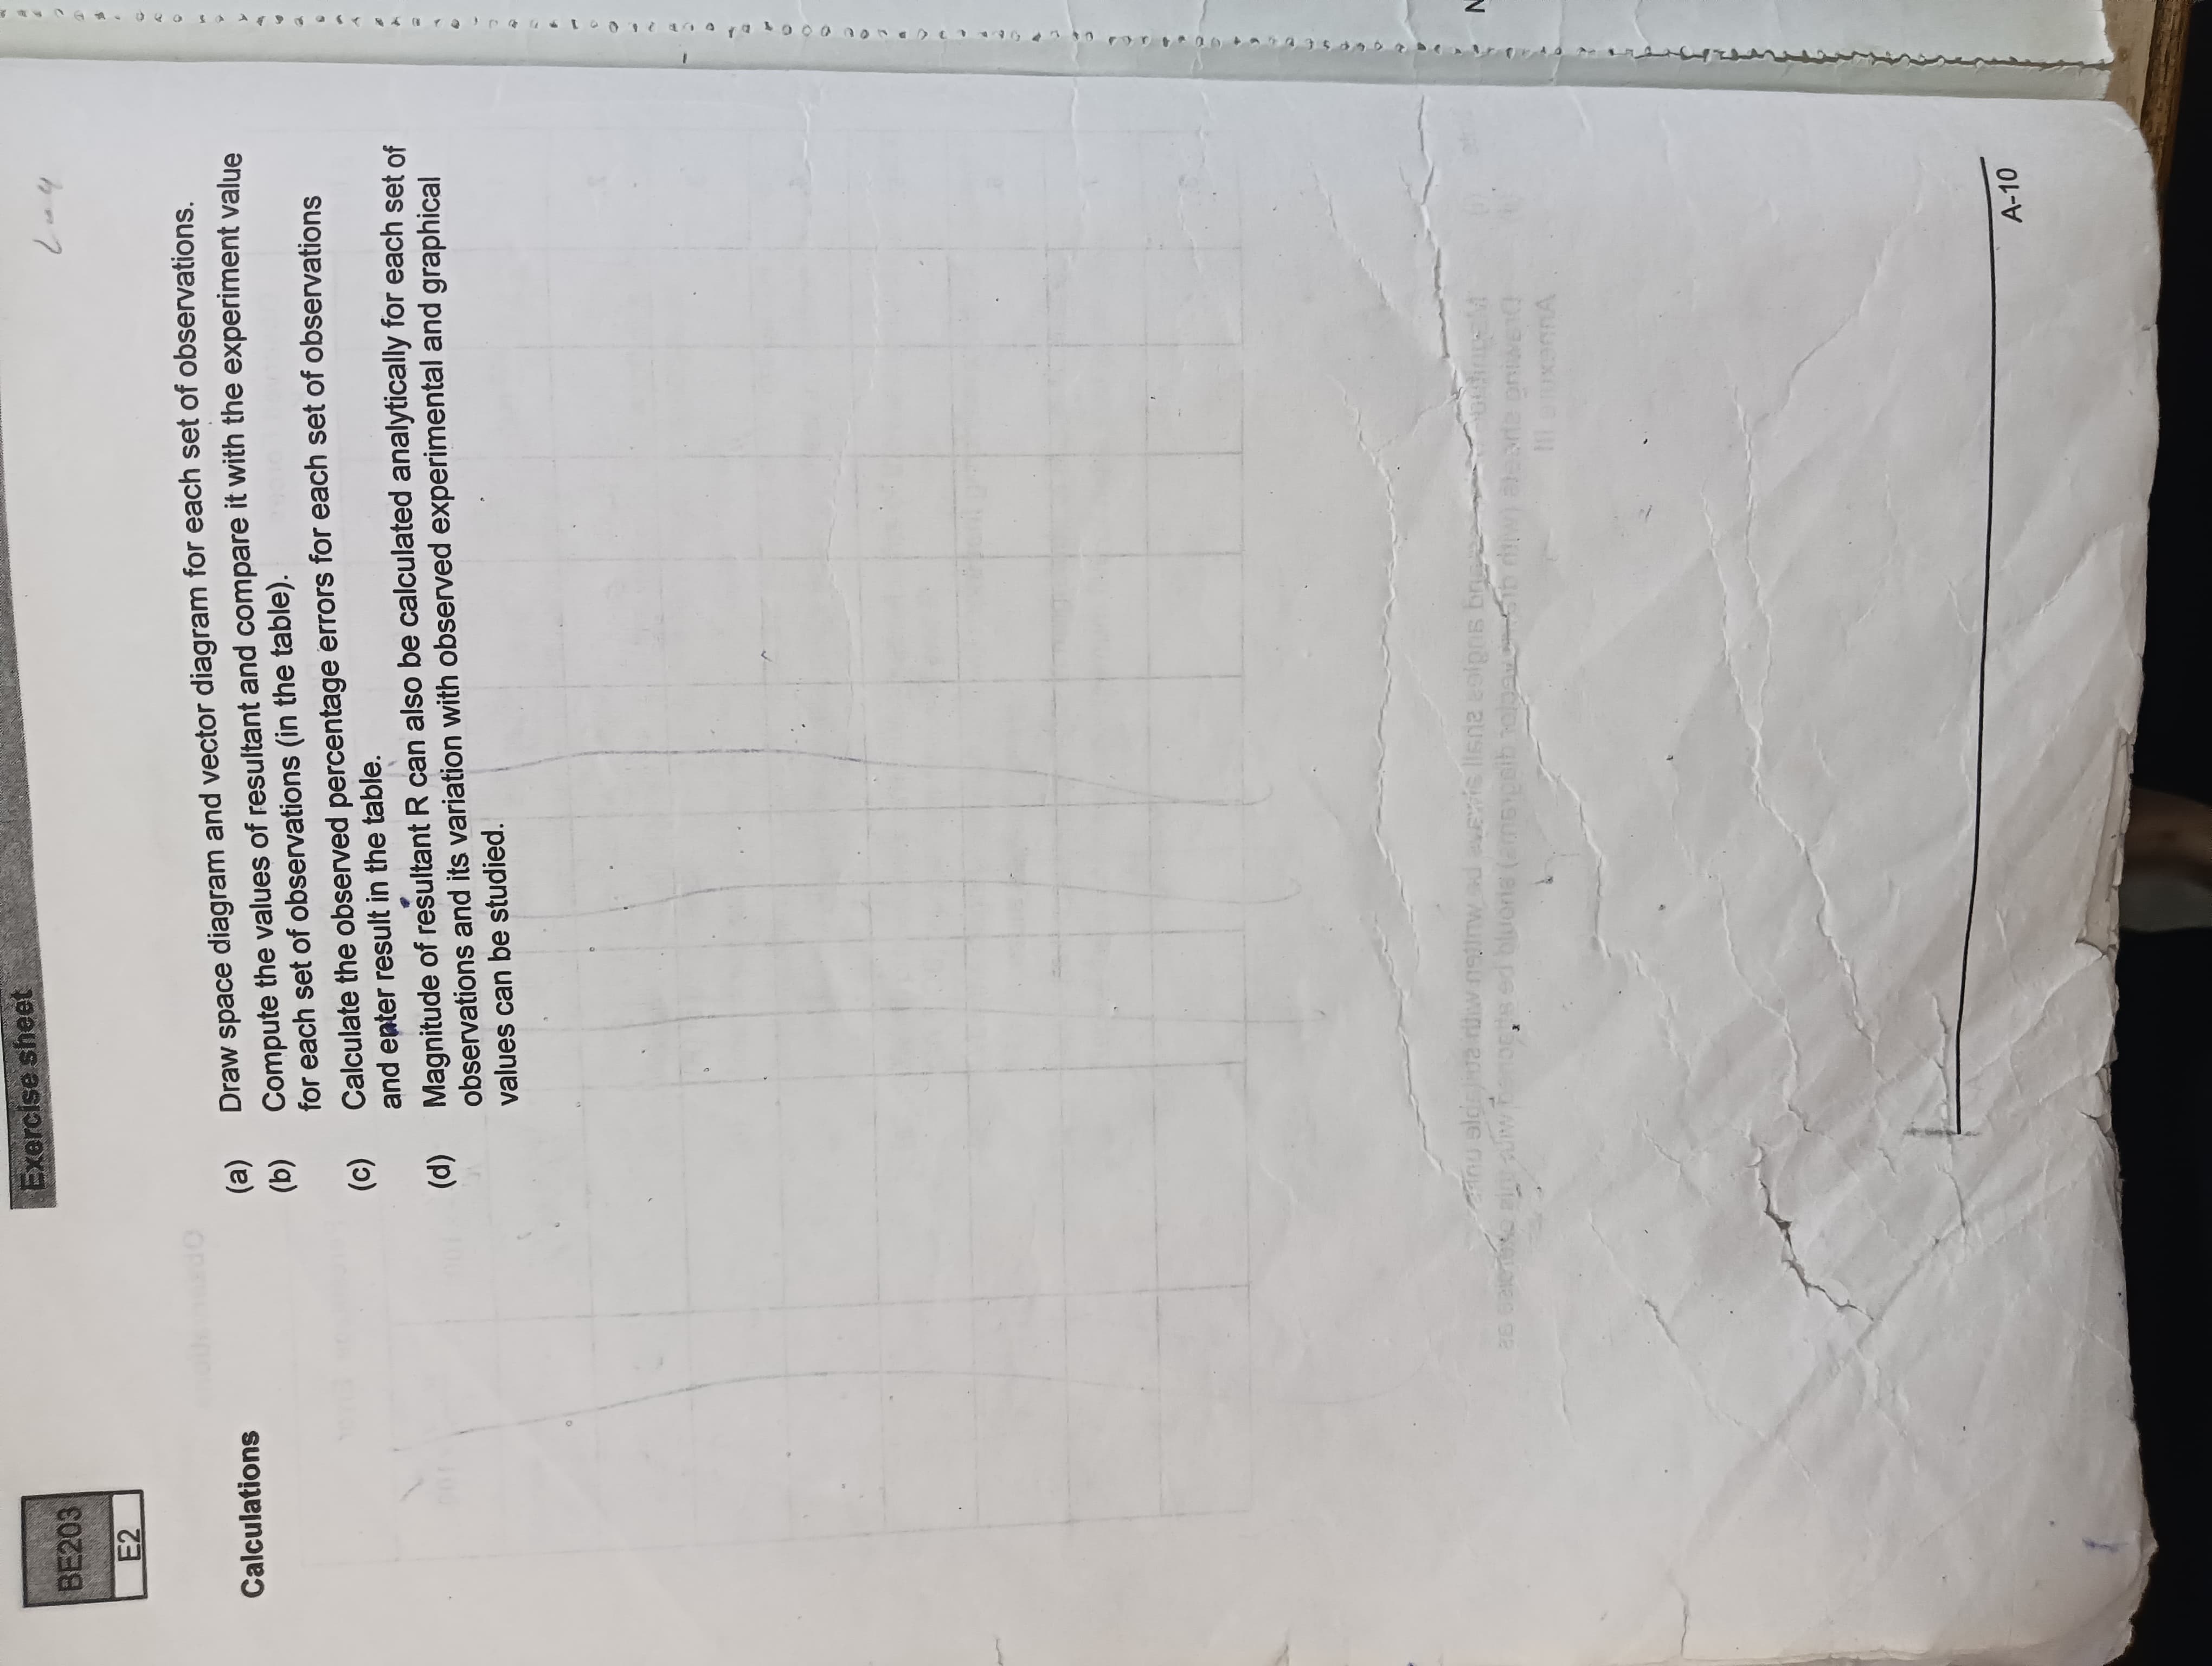 Exercise sheet
BE203
E2
Calculations
(a) Draw space diagram and vector diagram for each set of observations.
(b) Compute the values of resultant and compare it with the experiment value
for each set of observations (in the table).
(c) Calculate the observed percentage errors for each set of observations
and enter result in the table.
(d) Magnitude of resultant R can also be calculated analytically for each set of
observations and its variation with observed experimental and graphical
values can be studied.
A-10
N